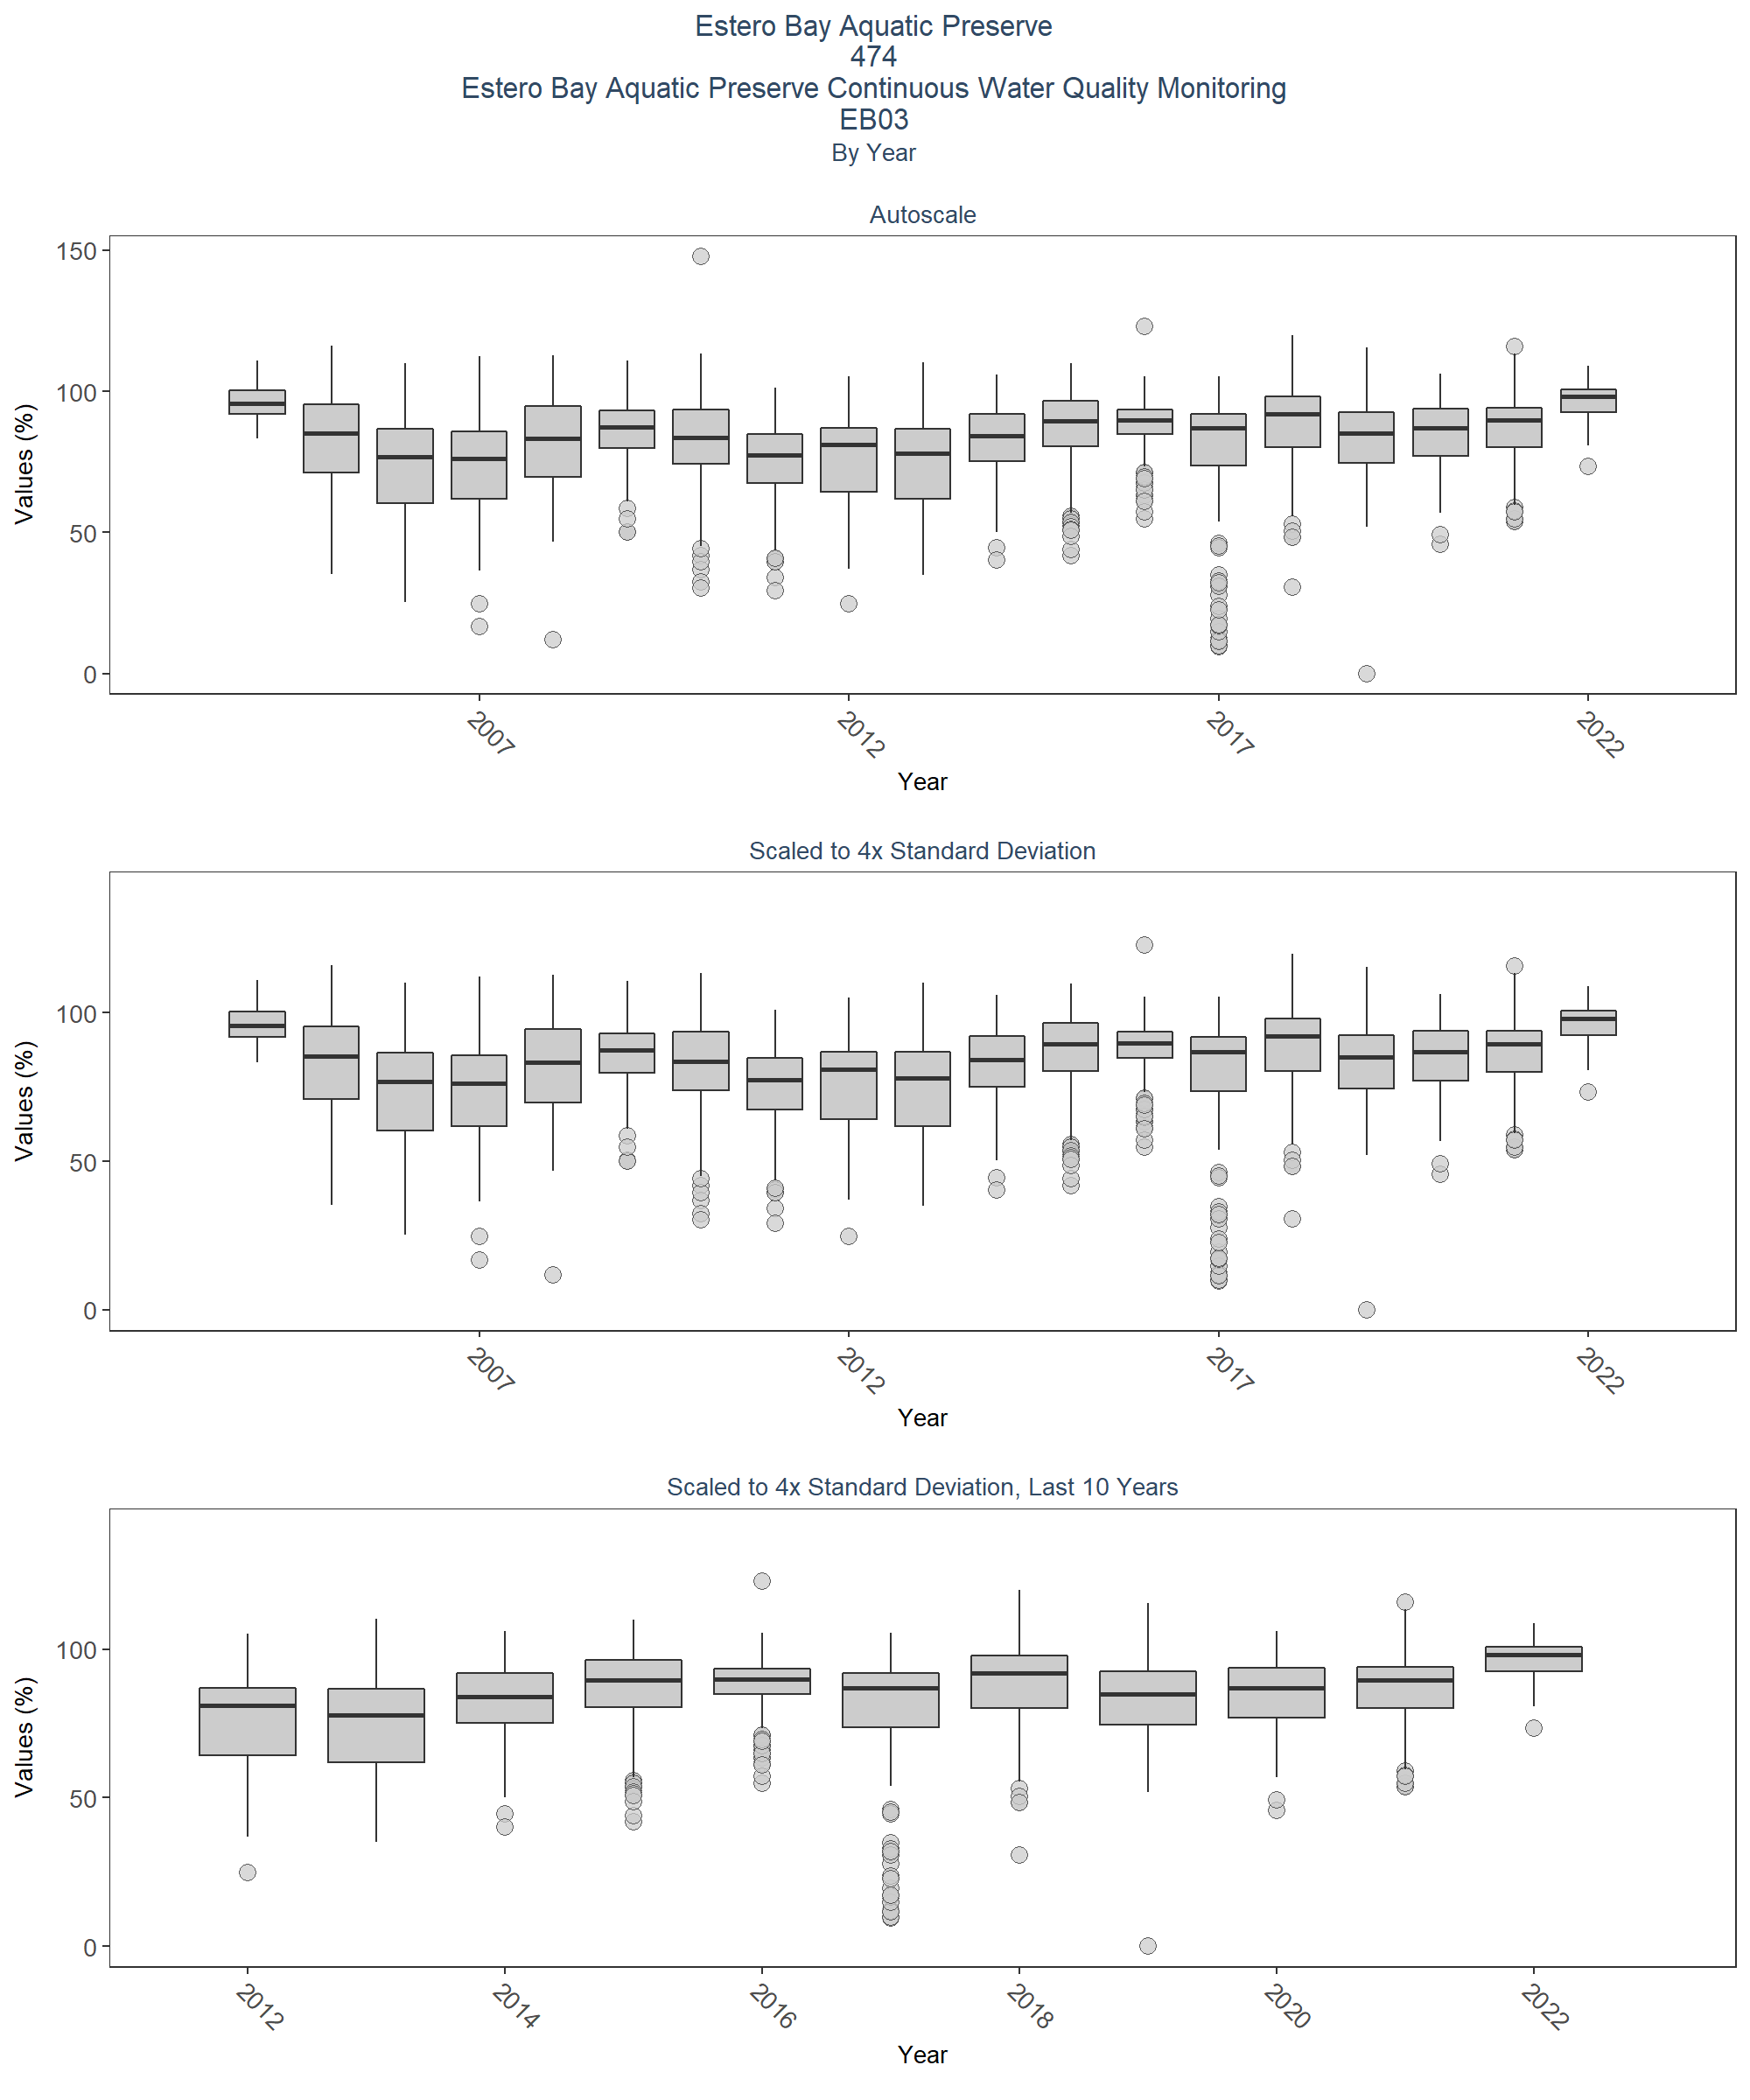 Estero Bay Aquatic Preserve
474
Estero Bay Aquatic Preserve Continuous Water Quality Monitoring
EB03
By Year
Autoscale
150
100
50
0
Values (%)
2007
2012
2017
2022
Year
Scaled to 4x Standard Deviation
100
50
0
Values (%)
2007
2012
2017
2022
Year
Scaled to 4x Standard Deviation, Last 10 Years
100
50
0
Values (%)
2012
2014
2016
2018
2020
2022
Year